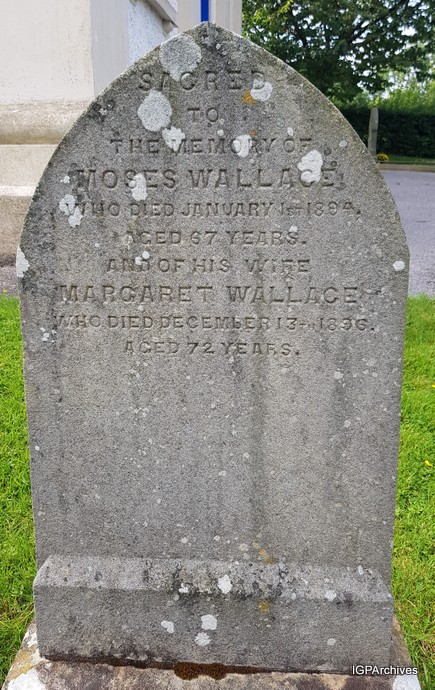 SACRED
TO
THE MEMORY OF
MOSES WALLACE
WHO DIED JANUARY 1ST 1894.
AGED 67 YEARS.
AND OF HIS WIFE
MARGARET WALLACE
WHO DIED DECEMBER 13TH 1896.
AGED 72 YEARS.
IGPArchives